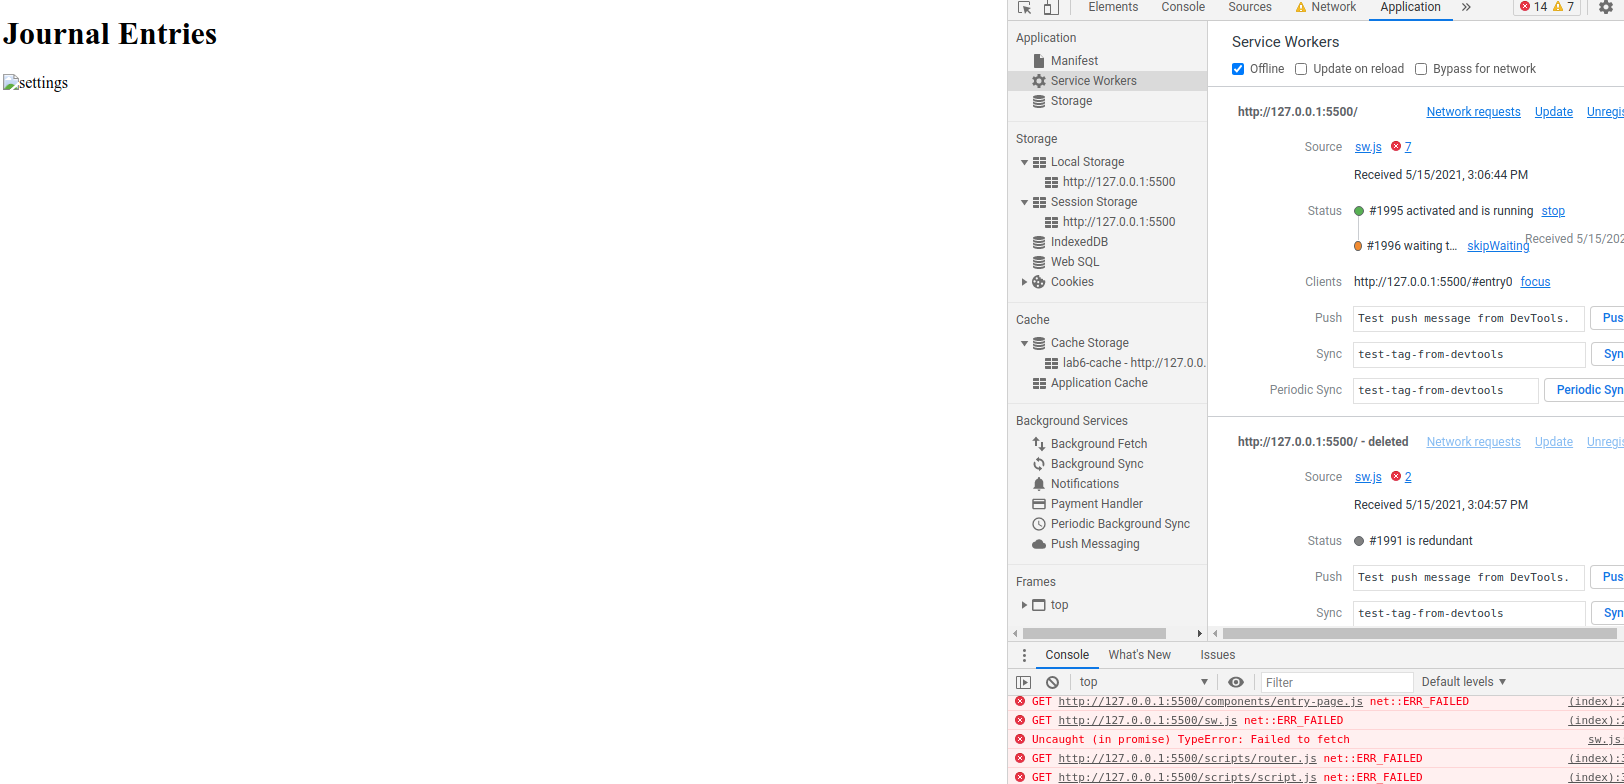 Journal Entries
settings
Elements Console Sources Network Application » 14 7
Application
Manifest
Service Workers
Storage
Storage
Local Storage
http://127.0.0.1:5500
Session Storage
http://127.0.0.1:5500
IndexedDB
Web SQL
Cookies
Cache
Cache Storage
lab6-cache - http://127.0.0.
Application Cache
Background Services
Background Fetch
Background Sync
Notifications
Payment Handler
Periodic Background Sync
Push Messaging
Frames
top
Service Workers
Offline Update on reload Bypass for network
http://127.0.0.1:5500/ Network requests Update Unregis
Source sw.js 7
Received 5/15/2021, 3:06:44 PM
Status #1995 activated and is running stop
#1996 waiting t… skipWaiting Received 5/15/202
Clients http://127.0.0.1:5500/#entry0 focus
Push Test push message from DevTools. Pus
Sync test-tag-from-devtools Syn
Periodic Sync test-tag-from-devtools Periodic Syn
http://127.0.0.1:5500/ - deleted Network requests Update Unregis
Source sw.js 2
Received 5/15/2021, 3:04:57 PM
Status #1991 is redundant
Push Test push message from DevTools. Pus
Sync test-tag-from-devtools Syn
Console What's New Issues
top Filter Default levels
GET http://127.0.0.1:5500/components/entry-page.js net::ERR_FAILED (index):2
GET http://127.0.0.1:5500/sw.js net::ERR_FAILED (index):2
Uncaught (in promise) TypeError: Failed to fetch sw.js
GET http://127.0.0.1:5500/scripts/router.js net::ERR_FAILED (index):3
GET http://127.0.0.1:5500/scripts/script.js net::ERR_FAILED (index):3